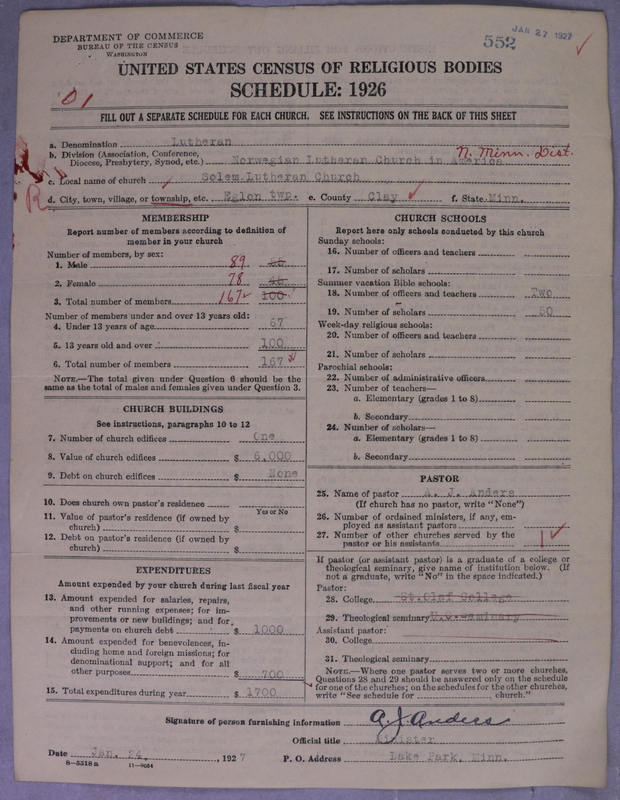 DEPARTMENT OF COMMERCE
BUREAU OF THE CENSUS
WASHINGTON
552
JAN 27 1927
UNITED STATES CENSUS OF RELIGIOUS BODIES
SCHEDULE: 1926
FILL OUT A SEPARATE SCHEDULE FOR EACH CHURCH. SEE INSTRUCTIONS ON THE BACK OF THIS SHEET
a. Denomination Lutheran
b. Division (Association, Conference, Diocese, Presbytery, Synod, etc.) Norwegian Lutheran Church in America N. Minn. Dist.
c. Local name of church Solem Lutheran Church
d. City, town, village, or township, etc. Eglon twp. e. County Clay f. State Minn.
MEMBERSHIP
Report number of members according to definition of
member in your church
Number of members, by sex:
1. Male 89
2. Female 78
3. Total number of members 167 100
Number of members under and over 13 years old:
4. Under 13 years of age 67
5. 13 years old and over 100
6. Total number of members 167
NOTE.—The total given under Question 6 should be
same as the total of males and females given under Question 3.
CHURCH BUILDINGS
See instructions, paragraphs 10 to 12
7. Number of church edifices One
8. Value of church edifices $ 6,000
9. Debt on church edifices $ None
10. Does church own pastor's residence
Yes or No
11. Value of pastor's residence (if owned by
church) $
12. Debt on pastor's residence (if owned by
church) $
EXPENDITURES
Amount expended by your church during last fiscal year
13. Amount expended for salaries, repairs,
and other running expenses; for im-
provements or new buildings; and for
payments on church debt $ 1000
14. Amount expended for benevolences, in-
cluding home and foreign missions; for
denominational support; and for all
other purposes $ 700
15. Total expenditures during year $ 1700
CHURCH SCHOOLS
Report here only schools conducted by this church
Sunday schools:
16. Number of officers and teachers
17. Number of scholars
Summer vacation Bible schools:
18. Number of officers and teachers Two
19. Number of scholars 50
Week-day religious schools:
20. Number of officers and teachers
21. Number of scholars
Parochial schools:
22. Number of administrative officers
23. Number of teachers—
a. Elementary (grades 1 to 8)
b. Secondary
24. Number of scholars—
a. Elementary (grades 1 to 8)
b. Secondary
PASTOR
25. Name of pastor A. J. Anders
(If church has no pastor, write "None")
26. Number of ordained ministers, if any, em-
ployed as assistant pastors
27. Number of other churches served by the
pastor or his assistants 1
If pastor (or assistant pastor) is a graduate of a college or
theological seminary, give name of institution below. (If
not a graduate, write "No" in the space indicated.)
Pastor:
28. College St. Olaf College
29. Theological seminary Seminary
Assistant pastor:
30. College
31. Theological seminary
NOTE.—Where one pastor serves two or more churches,
Questions 28 and 29 should be answered only on the schedule
for one of the churches; on the schedules for the other churches,
write "See schedule for church."
Signature of person furnishing information A. J. Anders
Official title Minister
Date Jan. 24, 1927 P. O. Address Lake Park, Minn.
8—5318 a 11—9054